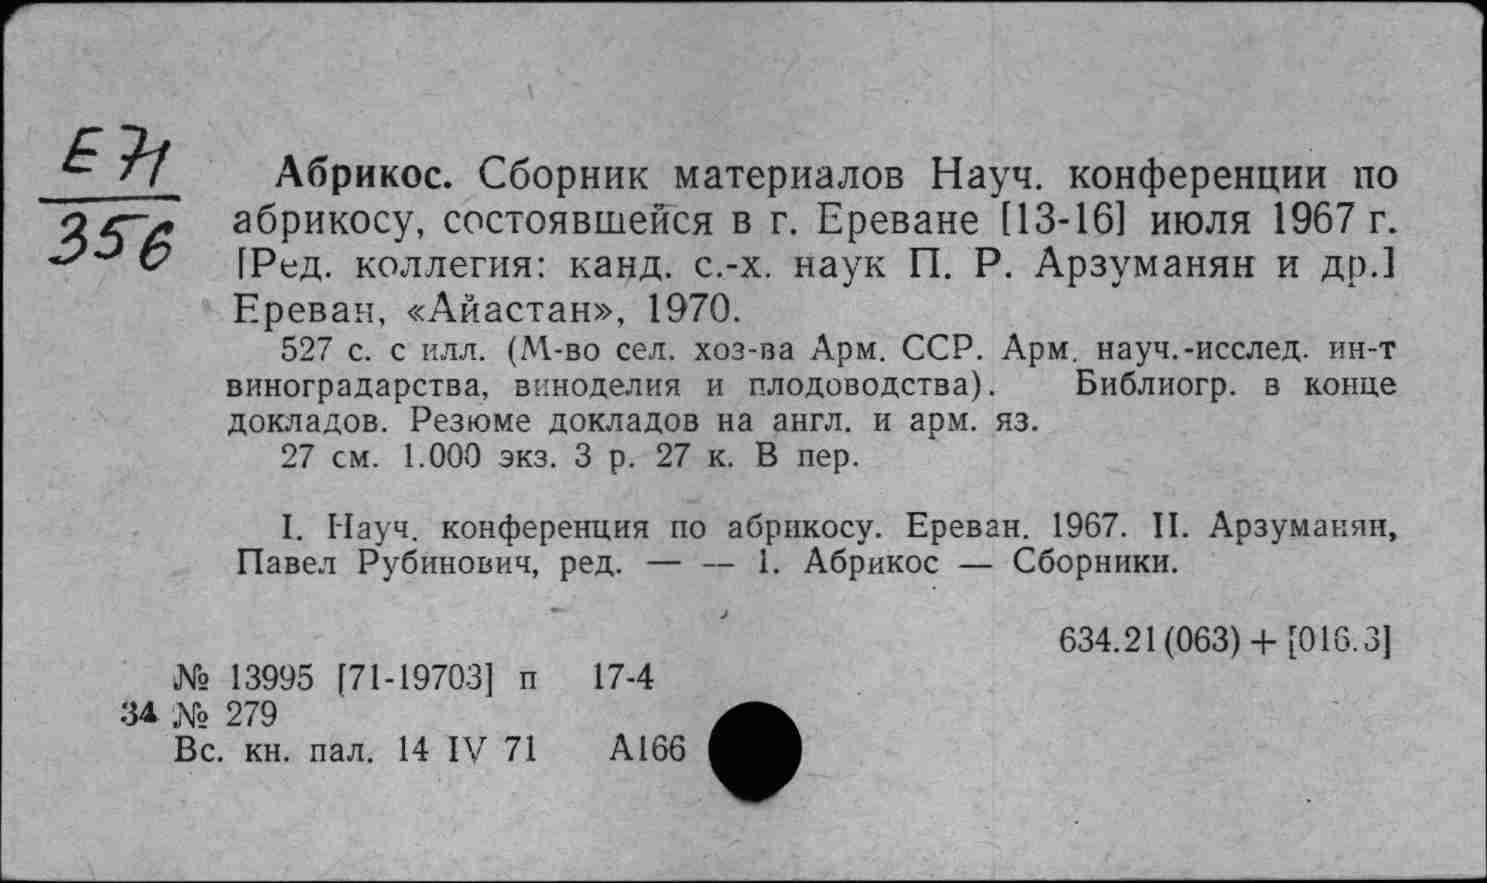 Е71
356
Абрикос. Сборник материалов Науч. конференции по
абрикосу, состоявшейся в г. Ереване [13-16] июля 1967 г.
[Ред. коллегия: канд. с.-х. наук П. Р. Арзуманян и др.]
Ереван, «Айастан», 1970.
527 с. с илл. (М-во сел. хоз-ва Арм. ССР. Арм. науч.-исслед. ин-т
виноградарства, виноделия и плодоводства). Библиогр. в конце
докладов. Резюме докладов на англ. и арм. яз.
27 см. 1.000 экз. 3 р. 27 к. В пер.
I. Науч. конференция по абрикосу. Ереван. 1967. II. Арзуманян,
Павел Рубинович, ред. — — 1. Абрикос — Сборники.
634.21(063) + [016.3]
№ 13995 [71-19703] п 17-4
34 № 279
Вс. кн. пал. 14 IV 71 А166